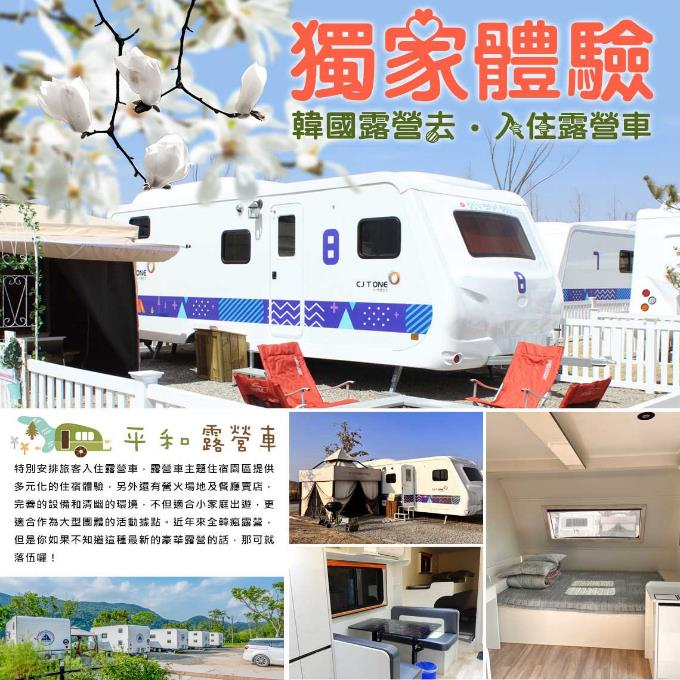 獨家體驗
韓國露營去・入住露營車
8
CJ T ONE
1
平和露營車
特別安排旅客入住露營車，露營車主題住宿園區提供
多元化的住宿體驗，另外還有營火場地及餐廳賣店，
完善的設備和清幽的環境，不但適合小家庭出遊，更
適合作為大型團體的活動據點。近年來全韓瘋露營，
但是你如果不知道這種最新的豪華露營的話，那可就
落伍囉！